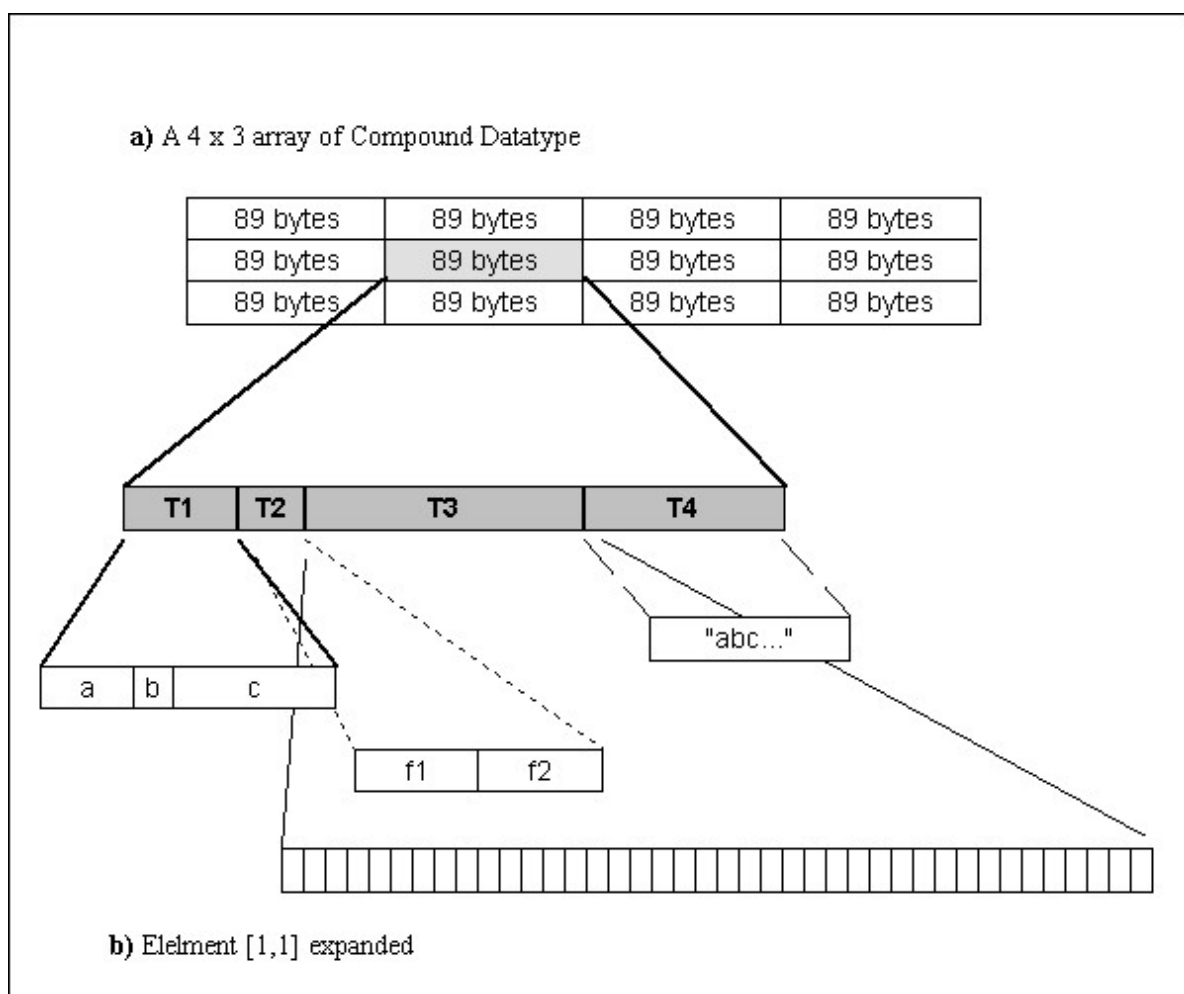 a) A 4 x 3 array of Compound Datatype
89 bytes 89 bytes 89 bytes 89 bytes
89 bytes 89 bytes 89 bytes 89 bytes
89 bytes 89 bytes 89 bytes 89 bytes
T1 T2 T3 T4
"abc..."
a b c
f1 f2
b) Elelment [1,1] expanded